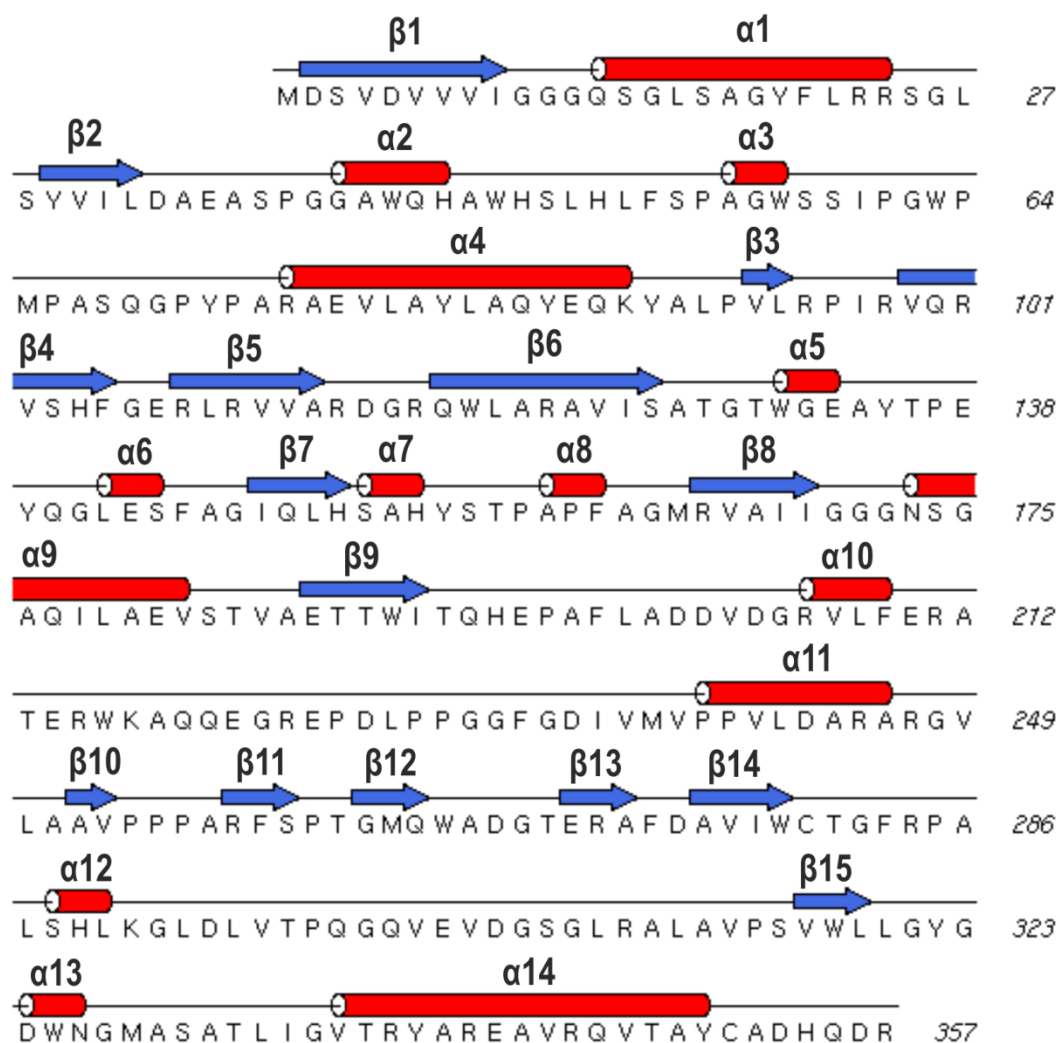 β1 α1
M D S V D V V V I G G G Q S G L S A G Y F L R R S G L 27
β2 α2 α3
S Y V I L D A E A S P G G A W Q H A W H S L H L F S P A G W S S I P G W P 64
α4 β3
M P A S Q G P Y P A R A E V L A Y L A Q Y E Q K Y A L P V L R P I R V Q R 101
β4 β5 β6 α5
V S H F G E R L R V V A R D G R Q W L A R A V I S A T G T W G E A Y T P E 138
α6 β7 α7 α8 β8
Y Q G L E S F A G I Q L H S A H Y S T P A P F A G M R V A I I G G G N S G 175
α9 β9 α10
A Q I L A E V S T V A E T T W I T Q H E P A F L A D D V D G R V L F E R A 212
α11
T E R W K A Q Q E G R E P D L P P G G F G D I V M V P P V L D A R A R G V 249
β10 β11 β12 β13 β14
L A A V P P P A R F S P T G M Q W A D G T E R A F D A V I W C T G F R P A 286
α12 β15
L S H L K G L D L V T P Q G Q V E V D G S G L R A L A V P S V W L L G Y G 323
α13 α14
D W N G M A S A T L I G V T R Y A R E A V R Q V T A Y C A D H Q D R 357